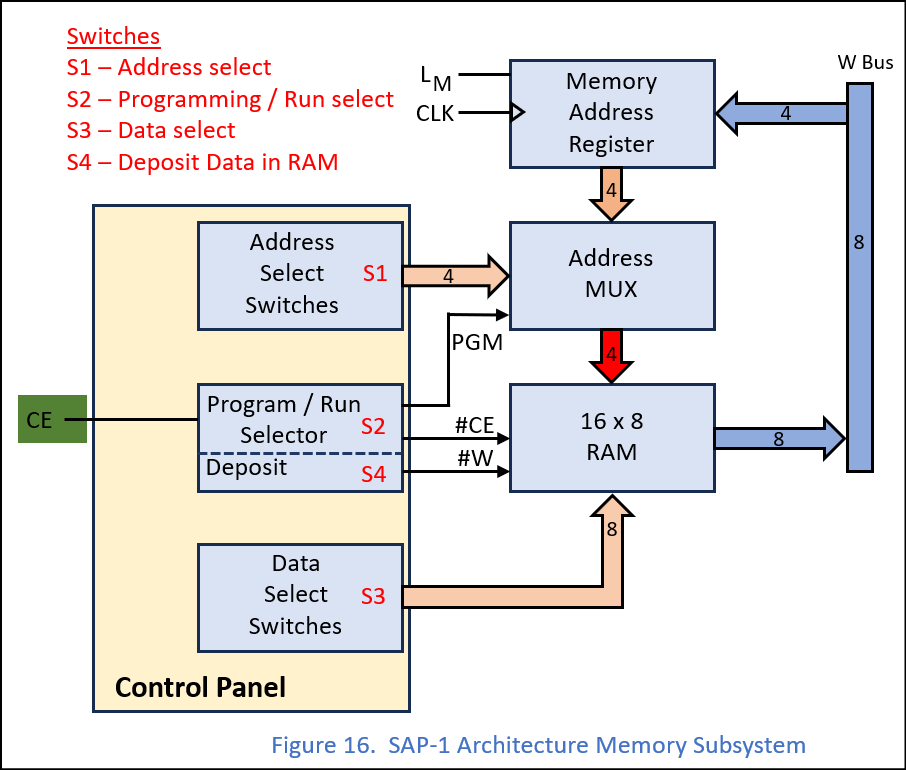 Switches
S1 – Address select
S2 – Programming / Run select
S3 – Data select
S4 – Deposit Data in RAM
LM
CLK
Memory
Address
Register
W Bus
4
8
4
Address
Select
Switches
S1
4
Address
MUX
PGM
4
CE
Program / Run
Selector
S2
Deposit
S4
#CE
#W
16 x 8
RAM
8
8
Data
Select
Switches
S3
Control Panel
Figure 16. SAP-1 Architecture Memory Subsystem